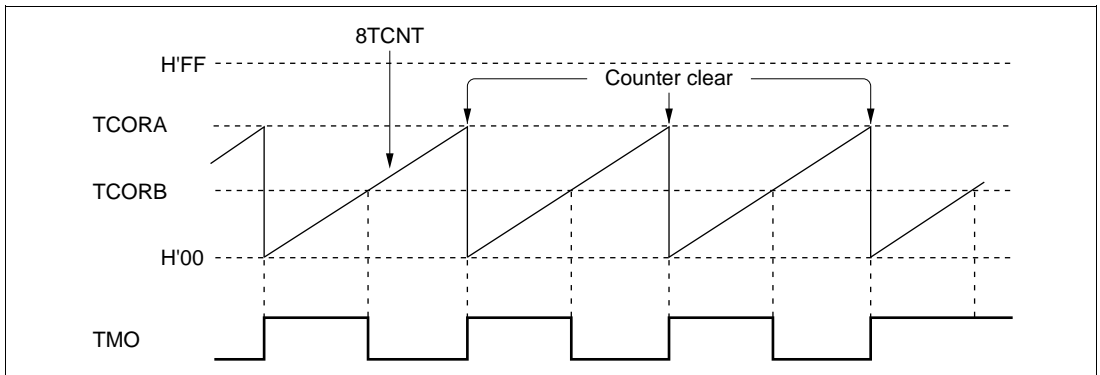 8TCNT
H'FF
Counter clear
TCORA
TCORB
H'00
TMO